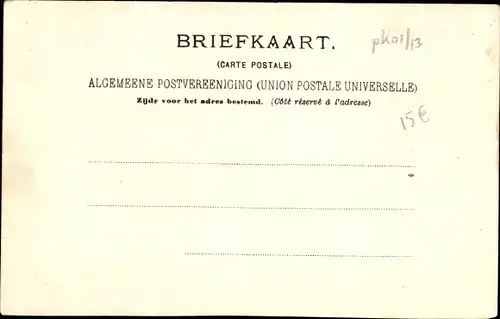 BRIEFKAART.
pk01/13
(CARTE POSTALE)
ALGEMEENE POSTVEREENIGING (UNION POSTALE UNIVERSELLE)
Zijde voor het adres bestemd. (Côté réservé à l'adresse)
15€